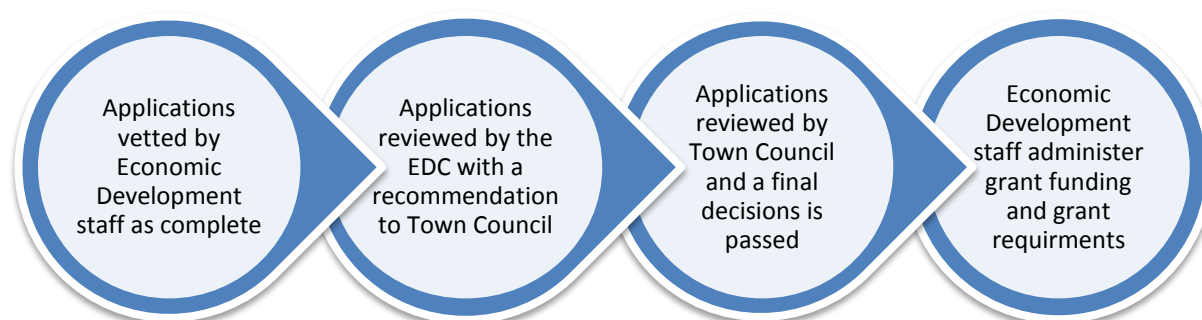 Applications
vetted by
Economic
Development
staff as complete
Applications
reviewed by the
EDC with a
recommendation
to Town Council
Applications
reviewed by
Town Council
and a final
decisions is
passed
Economic
Development
staff administer
grant funding
and grant
requirments